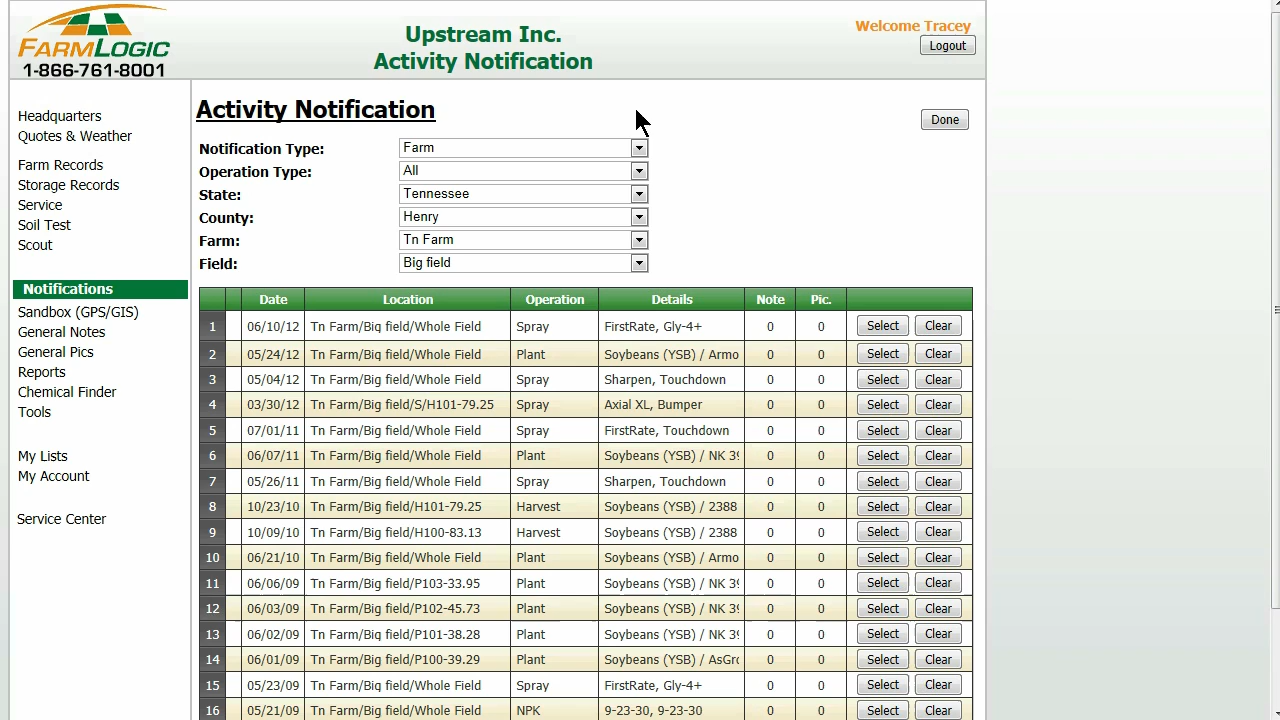 FARMLOGIC
1-866-761-8001
Upstream Inc.
Activity Notification
Welcome Tracey
Logout
Headquarters
Quotes & Weather
Farm Records
Storage Records
Service
Soil Test
Scout
Notifications
Sandbox (GPS/GIS)
General Notes
General Pics
Reports
Chemical Finder
Tools
My Lists
My Account
Service Center
Activity Notification
Done
Notification Type: Farm
Operation Type: All
State: Tennessee
County: Henry
Farm: Tn Farm
Field: Big field
Date Location Operation Details Note Pic.
1 06/10/12 Tn Farm/Big field/Whole Field Spray FirstRate, Gly-4+ 0 0 Select Clear
2 05/24/12 Tn Farm/Big field/Whole Field Plant Soybeans (YSB) / Armo 0 0 Select Clear
3 05/04/12 Tn Farm/Big field/Whole Field Spray Sharpen, Touchdown 0 0 Select Clear
4 03/30/12 Tn Farm/Big field/S/H101-79.25 Spray Axial XL, Bumper 0 0 Select Clear
5 07/01/11 Tn Farm/Big field/Whole Field Spray FirstRate, Touchdown 0 0 Select Clear
6 06/07/11 Tn Farm/Big field/Whole Field Plant Soybeans (YSB) / NK 39 0 0 Select Clear
7 05/26/11 Tn Farm/Big field/Whole Field Spray Sharpen, Touchdown 0 0 Select Clear
8 10/23/10 Tn Farm/Big field/H101-79.25 Harvest Soybeans (YSB) / 2388 0 0 Select Clear
9 10/09/10 Tn Farm/Big field/H100-83.13 Harvest Soybeans (YSB) / 2388 0 0 Select Clear
10 06/21/10 Tn Farm/Big field/Whole Field Plant Soybeans (YSB) / Armo 0 0 Select Clear
11 06/06/09 Tn Farm/Big field/P103-33.95 Plant Soybeans (YSB) / NK 39 0 0 Select Clear
12 06/03/09 Tn Farm/Big field/P102-45.73 Plant Soybeans (YSB) / NK 39 0 0 Select Clear
13 06/02/09 Tn Farm/Big field/P101-38.28 Plant Soybeans (YSB) / NK 39 0 0 Select Clear
14 06/01/09 Tn Farm/Big field/P100-39.29 Plant Soybeans (YSB) / AsGro 0 0 Select Clear
15 05/23/09 Tn Farm/Big field/Whole Field Spray FirstRate, Gly-4+ 0 0 Select Clear
16 05/21/09 Tn Farm/Big field/Whole Field NPK 9-23-30, 9-23-30 0 0 Select Clear